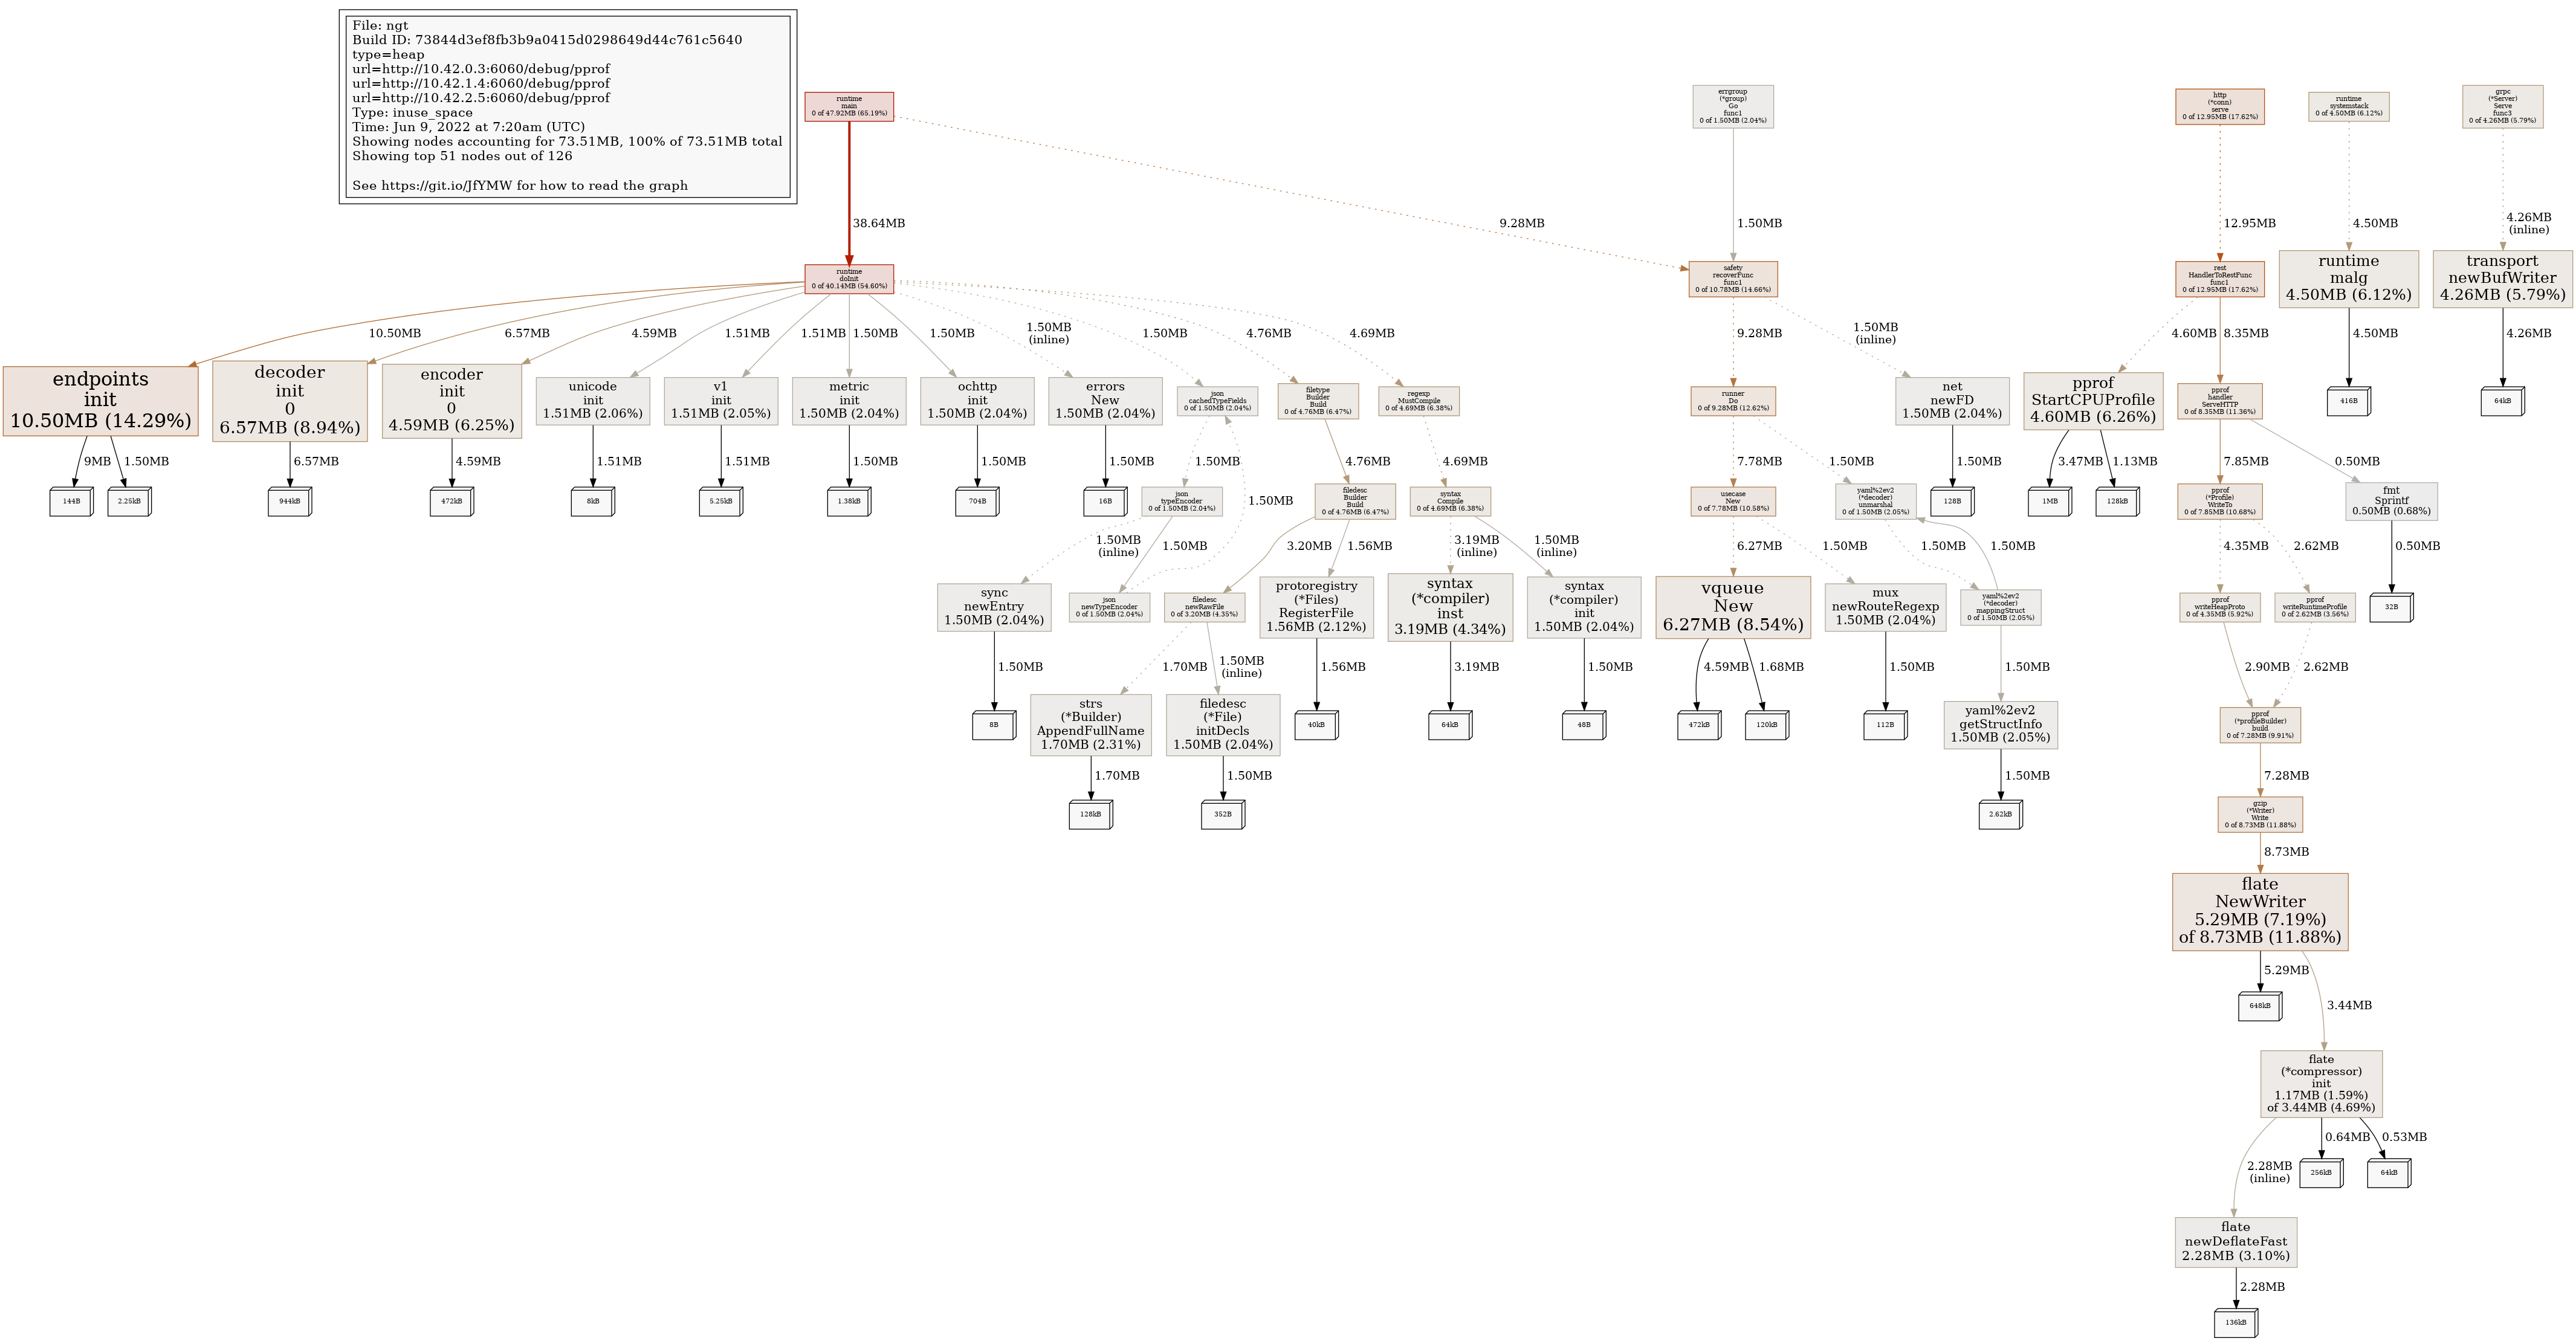 File: ngt
Build ID: 73844d3ef8fb3b9a0415d0298649d44c761c5640
type=heap
url=http://10.42.0.3:6060/debug/pprof
url=http://10.42.1.4:6060/debug/pprof
url=http://10.42.2.5:6060/debug/pprof
Type: inuse_space
Time: Jun 9, 2022 at 7:20am (UTC)
Showing nodes accounting for 73.51MB, 100% of 73.51MB total
Showing top 51 nodes out of 126
See https://git.io/JfYMW for how to read the graph
runtime
main
0 of 47.92MB (65.19%)
errgroup
(*group)
Go
func1
0 of 1.50MB (2.04%)
http
(*conn)
serve
0 of 12.95MB (17.62%)
runtime
systemstack
0 of 4.50MB (6.12%)
grpc
(*Server)
Serve
func3
0 of 4.26MB (5.79%)
38.64MB
9.28MB
1.50MB
12.95MB
4.50MB
4.26MB
(inline)
runtime
doInit
0 of 40.14MB (54.60%)
safety
recoverFunc
func1
0 of 10.78MB (14.66%)
rest
HandlerToRestFunc
func1
0 of 12.95MB (17.62%)
runtime
malg
4.50MB (6.12%)
transport
newBufWriter
4.26MB (5.79%)
10.50MB
6.57MB
4.59MB
1.51MB
1.51MB
1.50MB
1.50MB
1.50MB
(inline)
1.50MB
4.76MB
4.69MB
9.28MB
1.50MB
(inline)
4.60MB
8.35MB
4.50MB
4.26MB
endpoints
init
10.50MB (14.29%)
decoder
init
0
6.57MB (8.94%)
encoder
init
0
4.59MB (6.25%)
unicode
init
1.51MB (2.06%)
v1
init
1.51MB (2.05%)
metric
init
1.50MB (2.04%)
ochttp
init
1.50MB (2.04%)
errors
New
1.50MB (2.04%)
json
cachedTypeFields
0 of 1.50MB (2.04%)
filetype
Builder
Build
0 of 4.76MB (6.47%)
regexp
MustCompile
0 of 4.69MB (6.38%)
runner
Do
0 of 9.28MB (12.62%)
net
newFD
1.50MB (2.04%)
pprof
StartCPUProfile
4.60MB (6.26%)
pprof
handler
ServeHTTP
0 of 8.35MB (11.36%)
416B
64kB
9MB
1.50MB
6.57MB
4.59MB
1.51MB
1.51MB
1.50MB
1.50MB
1.50MB
1.50MB
1.50MB
4.76MB
4.69MB
7.78MB
1.50MB
1.50MB
3.47MB
1.13MB
7.85MB
0.50MB
144B
2.25kB
944kB
472kB
8kB
5.25kB
1.38kB
704B
16B
json
typeEncoder
0 of 1.50MB (2.04%)
filedesc
Builder
Build
0 of 4.76MB (6.47%)
syntax
Compile
0 of 4.69MB (6.38%)
usecase
New
0 of 7.78MB (10.58%)
yaml%2ev2
(*decoder)
unmarshal
0 of 1.50MB (2.05%)
128B
1MB
128kB
pprof
(*Profile)
WriteTo
0 of 7.85MB (10.68%)
fmt
Sprintf
0.50MB (0.68%)
1.50MB
(inline)
1.50MB
3.20MB
1.56MB
3.19MB
(inline)
1.50MB
(inline)
6.27MB
1.50MB
1.50MB
1.50MB
4.35MB
2.62MB
0.50MB
sync
newEntry
1.50MB (2.04%)
json
newTypeEncoder
0 of 1.50MB (2.04%)
filedesc
newRawFile
0 of 3.20MB (4.35%)
protoregistry
(*Files)
RegisterFile
1.56MB (2.12%)
syntax
(*compiler)
inst
3.19MB (4.34%)
syntax
(*compiler)
init
1.50MB (2.04%)
vqueue
New
6.27MB (8.54%)
mux
newRouteRegexp
1.50MB (2.04%)
yaml%2ev2
(*decoder)
mappingStruct
0 of 1.50MB (2.05%)
pprof
writeHeapProto
0 of 4.35MB (5.92%)
pprof
writeRuntimeProfile
0 of 2.62MB (3.56%)
32B
1.50MB
1.70MB
1.50MB
(inline)
1.56MB
3.19MB
1.50MB
4.59MB
1.68MB
1.50MB
1.50MB
2.90MB
2.62MB
8B
strs
(*Builder)
AppendFullName
1.70MB (2.31%)
filedesc
(*File)
initDecls
1.50MB (2.04%)
40kB
64kB
48B
472kB
120kB
112B
yaml%2ev2
getStructInfo
1.50MB (2.05%)
pprof
(*profileBuilder)
build
0 of 7.28MB (9.91%)
1.70MB
1.50MB
1.50MB
7.28MB
128kB
352B
2.62kB
gzip
(*Writer)
Write
0 of 8.73MB (11.88%)
8.73MB
flate
NewWriter
5.29MB (7.19%)
of 8.73MB (11.88%)
5.29MB
3.44MB
648kB
flate
(*compressor)
init
1.17MB (1.59%)
of 3.44MB (4.69%)
2.28MB
(inline)
0.64MB
0.53MB
256kB
64kB
flate
newDeflateFast
2.28MB (3.10%)
2.28MB
136kB